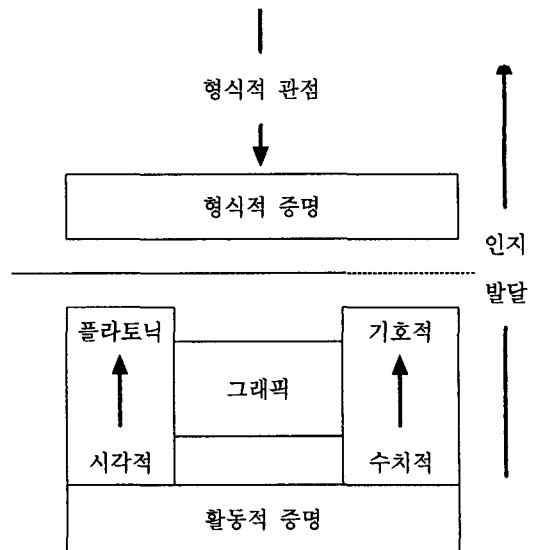 형식적 관점
형식적 증명
인지
발달
플라토닉
기호적
그래픽
시각적
수치적
활동적 증명